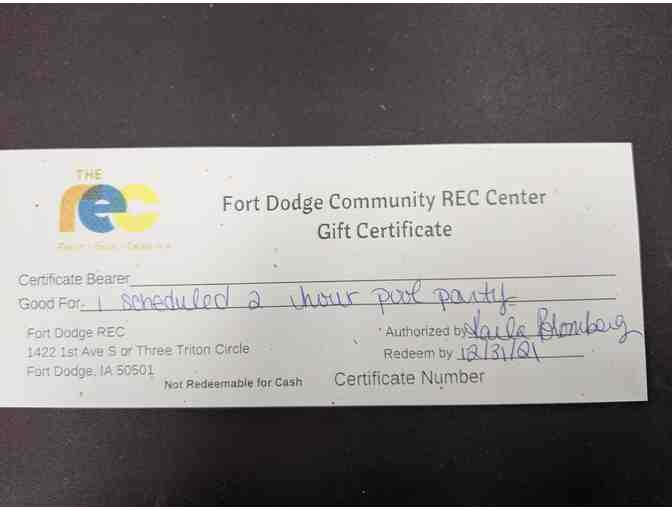 THE
rec
Fort Dodge Community REC Center
Gift Certificate
Certificate Bearer
Good For 1 scheduled 2 hour pool party
Fort Dodge REC
1422 1st Ave S or Three Triton Circle
Fort Dodge, IA 50501
Not Redeemable for Cash
Authorized by Blomberg
Redeem by 12/31/21
Certificate Number